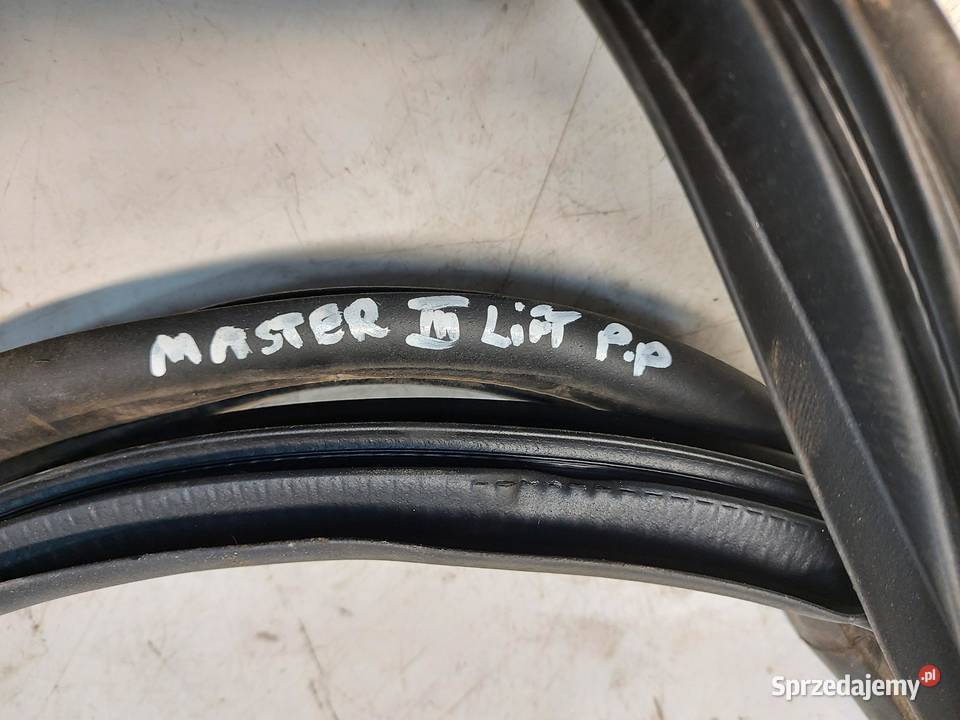 MASTER III LiFT P.P
Sprzedajemy.pl